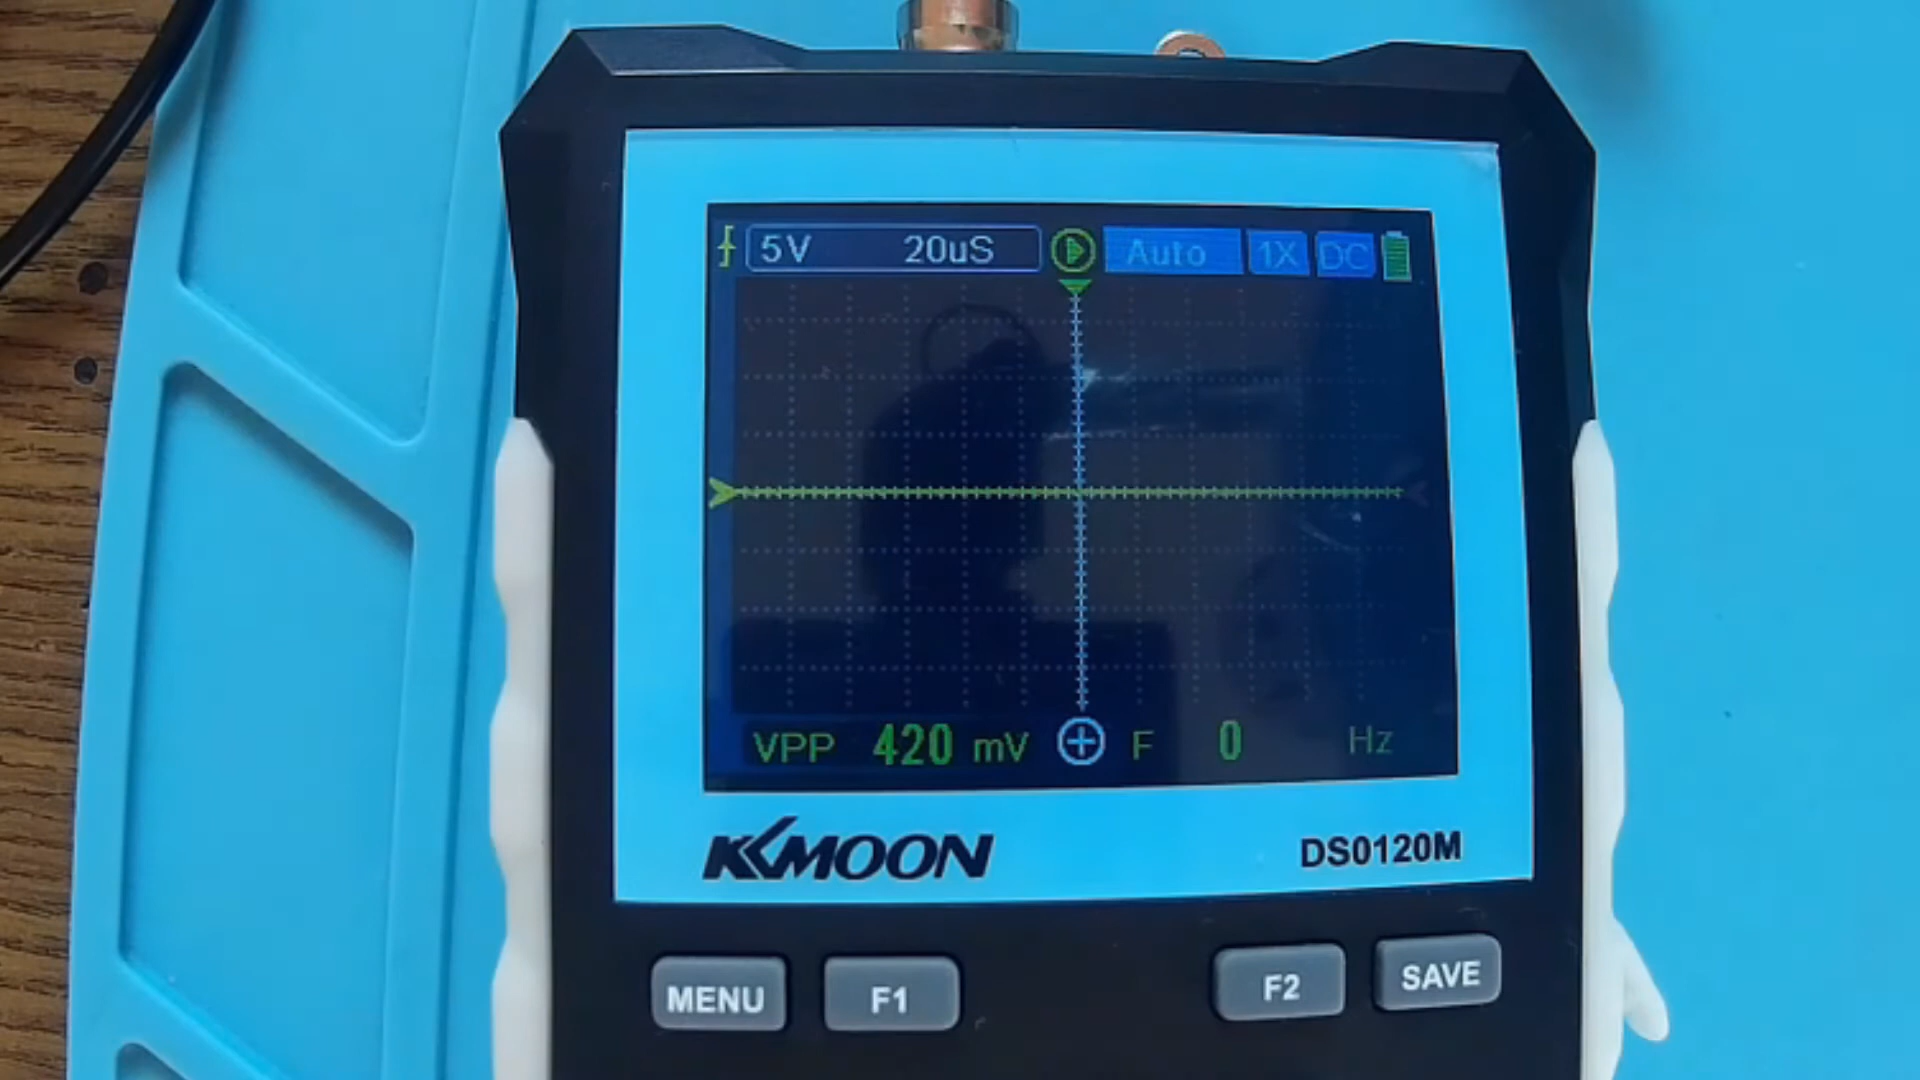 5V 20uS Auto 1X DC
VPP 420 mV F 0 Hz
KKMOON DS0120M
MENU F1 F2 SAVE